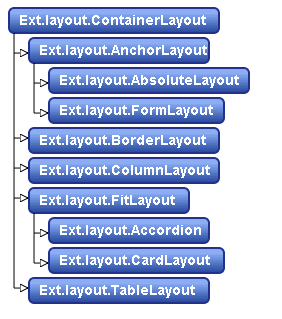 Ext.layout.ContainerLayout
Ext.layout.AnchorLayout
Ext.layout.AbsoluteLayout
Ext.layout.FormLayout
Ext.layout.BorderLayout
Ext.layout.ColumnLayout
Ext.layout.FitLayout
Ext.layout.Accordion
Ext.layout.CardLayout
Ext.layout.TableLayout